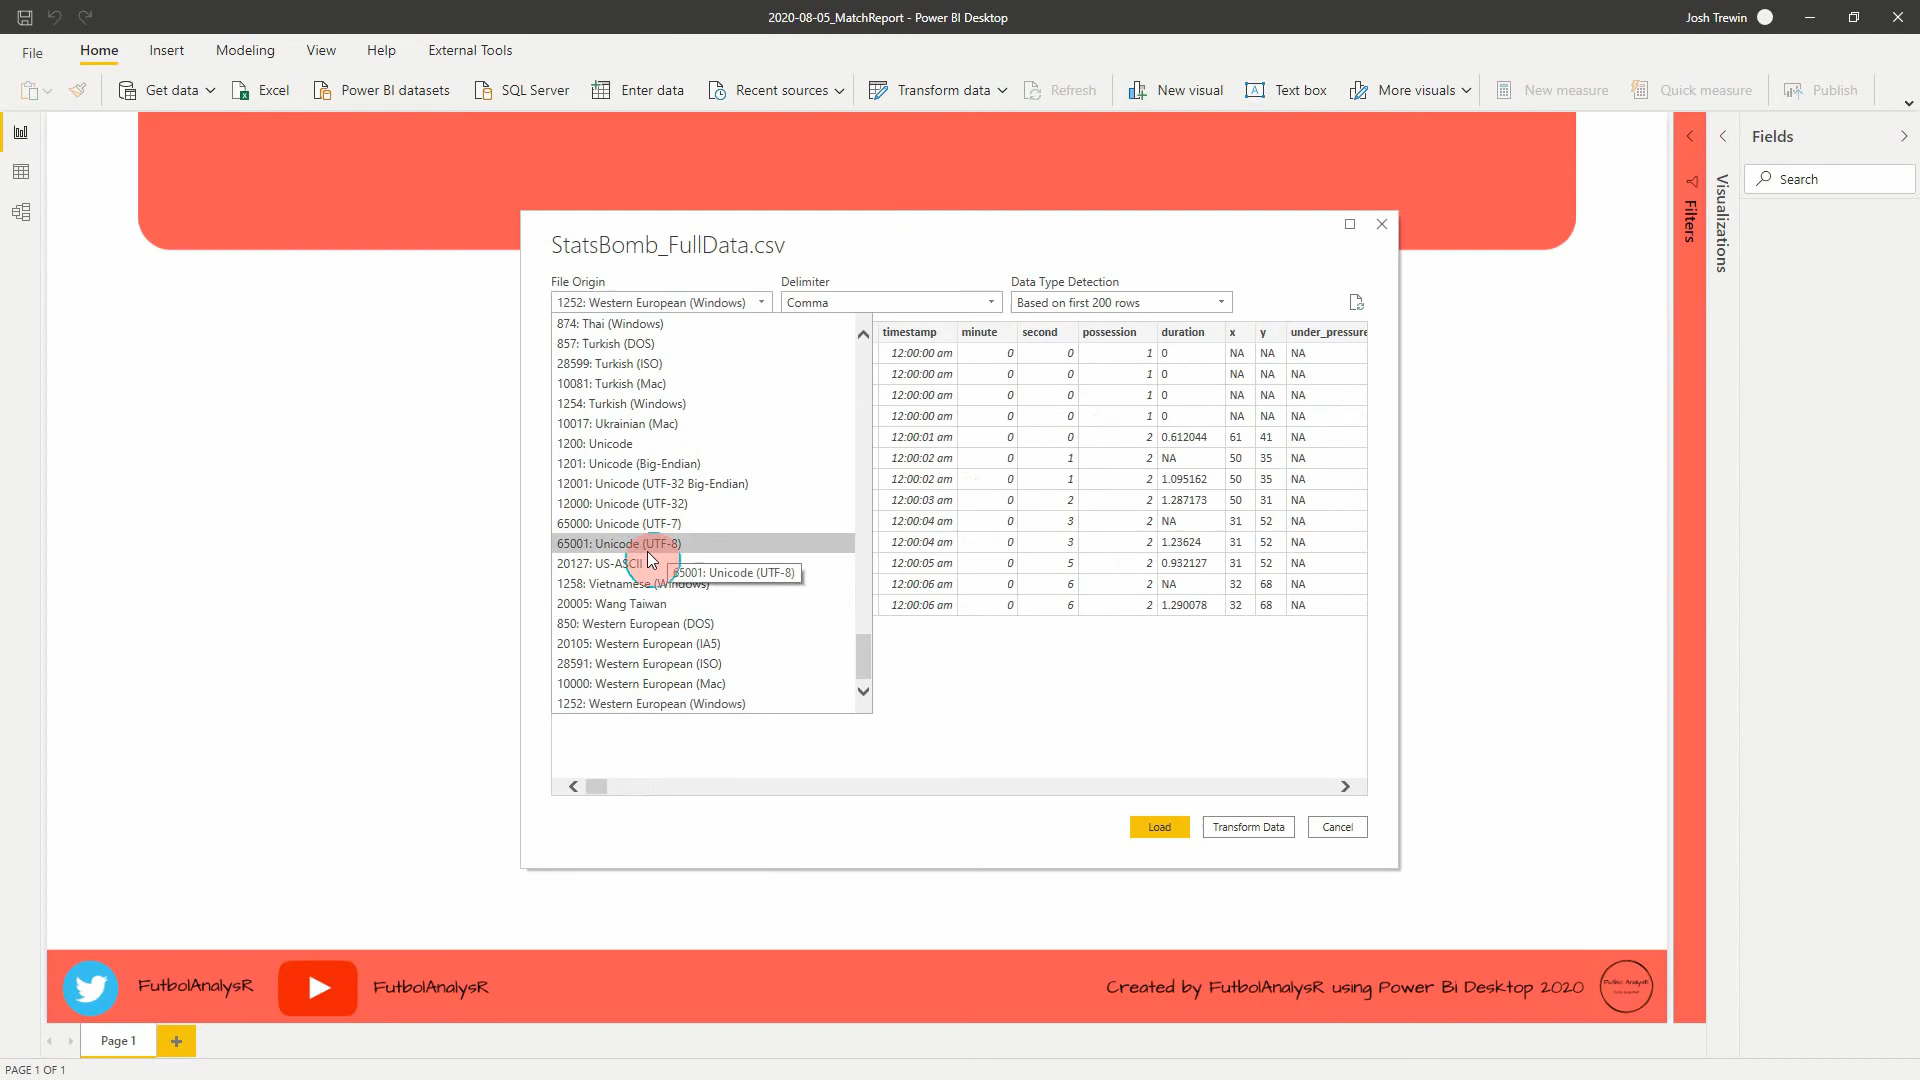 2020-08-05_MatchReport - Power BI Desktop
Josh Trewin
File Home Insert Modeling View Help External Tools
Get data Excel Power BI datasets SQL Server Enter data Recent sources Transform data Refresh New visual Text box More visuals New measure Quick measure Publish
Fields
Search
Filters
Visualizations
StatsBomb_FullData.csv
File Origin Delimiter Data Type Detection
1252: Western European (Windows) Comma Based on first 200 rows
874: Thai (Windows)
857: Turkish (DOS)
28599: Turkish (ISO)
10081: Turkish (Mac)
1254: Turkish (Windows)
10017: Ukrainian (Mac)
1200: Unicode
1201: Unicode (Big-Endian)
12001: Unicode (UTF-32 Big-Endian)
12000: Unicode (UTF-32)
65000: Unicode (UTF-7)
65001: Unicode (UTF-8)
20127: US-ASCII
65001: Unicode (UTF-8)
1258: Vietnamese (Windows)
20005: Wang Taiwan
850: Western European (DOS)
20105: Western European (IA5)
28591: Western European (ISO)
10000: Western European (Mac)
1252: Western European (Windows)
timestamp minute second possession duration x y under_pressure
12:00:00 am 0 0 1 0 NA NA NA
12:00:00 am 0 0 1 0 NA NA NA
12:00:00 am 0 0 1 0 NA NA NA
12:00:00 am 0 0 1 0 NA NA NA
12:00:01 am 0 0 2 0.612044 61 41 NA
12:00:02 am 0 1 2 NA 50 35 NA
12:00:02 am 0 1 2 1.095162 50 35 NA
12:00:03 am 0 2 2 1.287173 50 31 NA
12:00:04 am 0 3 2 NA 31 52 NA
12:00:04 am 0 3 2 1.23624 31 52 NA
12:00:05 am 0 5 2 0.932127 31 52 NA
12:00:06 am 0 6 2 NA 32 68 NA
12:00:06 am 0 6 2 1.290078 32 68 NA
Load Transform Data Cancel
FutbolAnalysR FutbolAnalysR Created by FutbolAnalysR using Power Bi Desktop 2020
Page 1
PAGE 1 OF 1